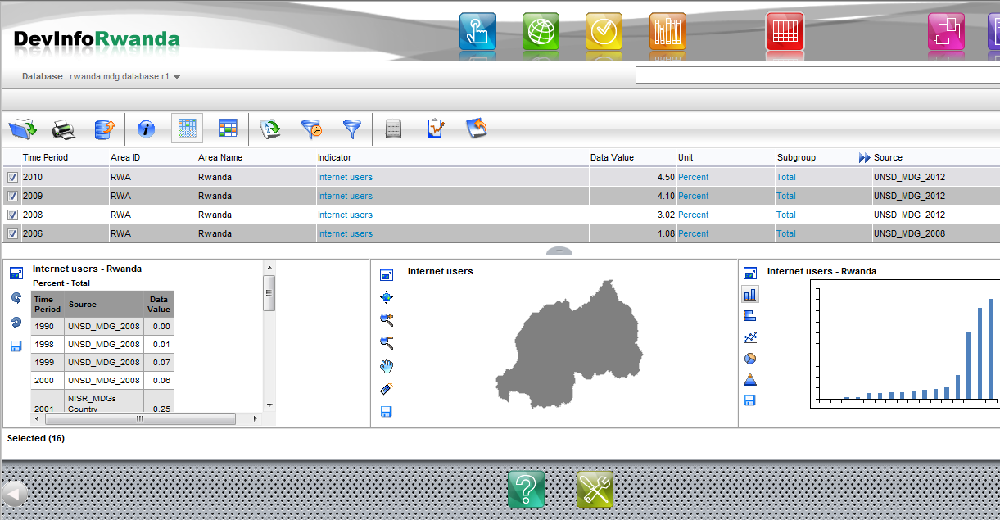 DevInfoRwanda
Database rwanda mdg database r1
Time Period Area ID Area Name Indicator Data Value Unit Subgroup Source
2010 RWA Rwanda Internet users 4.50 Percent Total UNSD_MDG_2012
2009 RWA Rwanda Internet users 4.10 Percent Total UNSD_MDG_2012
2008 RWA Rwanda Internet users 3.02 Percent Total UNSD_MDG_2012
2006 RWA Rwanda Internet users 1.08 Percent Total UNSD_MDG_2008
Internet users - Rwanda
Percent - Total
Time Period Source Data Value
1990 UNSD_MDG_2008 0.00
1998 UNSD_MDG_2008 0.01
1999 UNSD_MDG_2008 0.07
2000 UNSD_MDG_2008 0.06
NISR_MDGs
2001 Country 0.25
Internet users
Internet users - Rwanda
Selected (16)